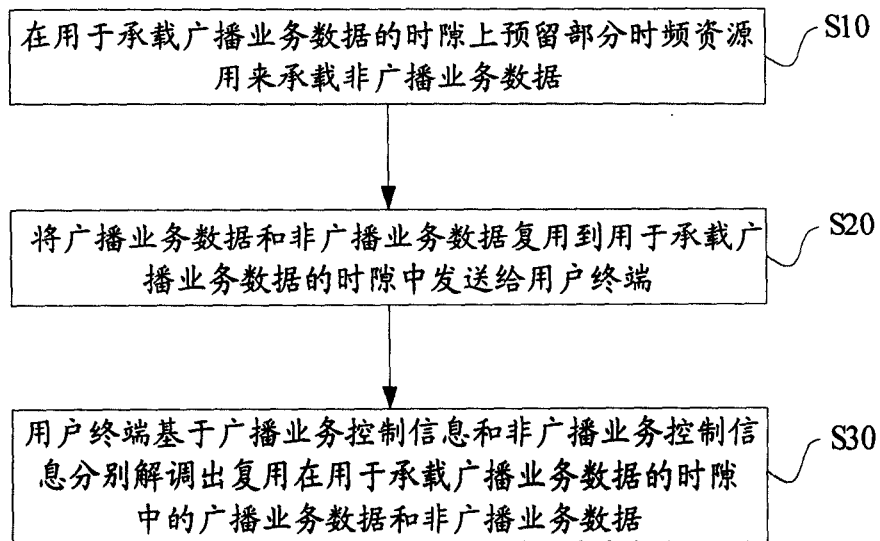 在用于承载广播业务数据的时隙上预留部分时频资源
用来承载非广播业务数据
S10
将广播业务数据和非广播业务数据复用到用于承载广
播业务数据的时隙中发送给用户终端
S20
用户终端基于广播业务控制信息和非广播业务控制信
息分别解调出复用在用于承载广播业务数据的时隙
中的广播业务数据和非广播业务数据
S30